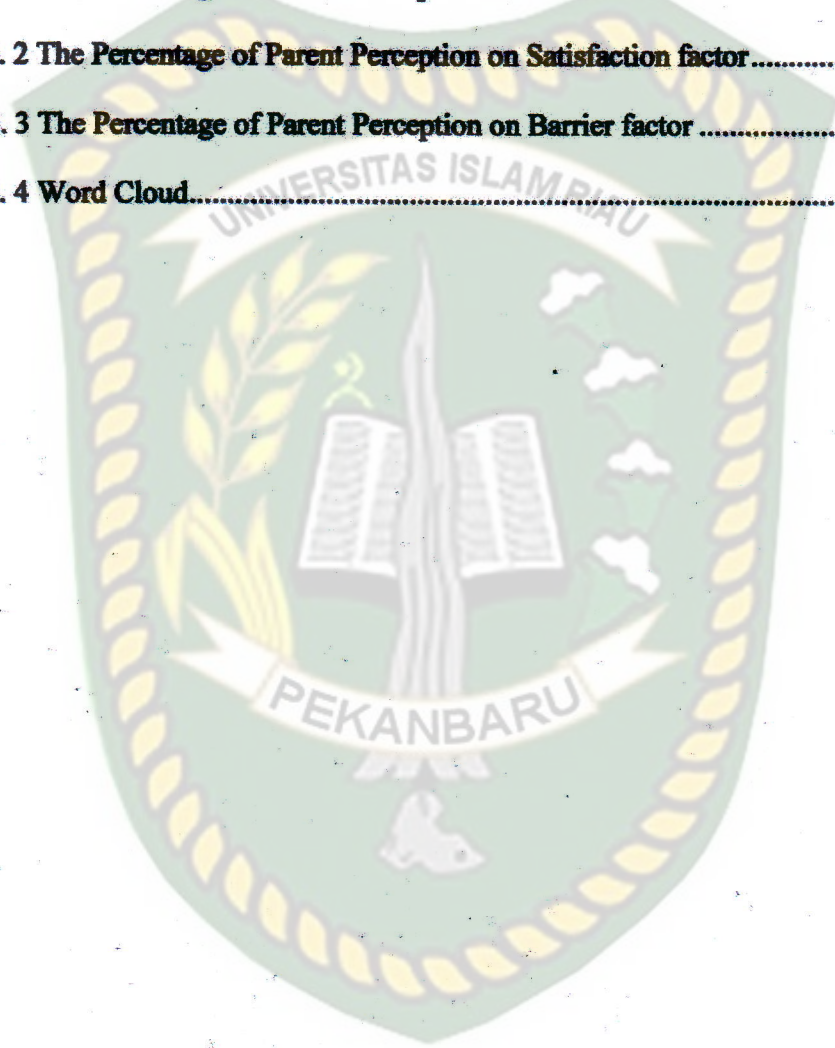 . 2 The Percentage of Parent Perception on Satisfaction factor............
. 3 The Percentage of Parent Perception on Barrier factor ..................
. 4 Word Cloud...............................................................................
UNIVERSITAS ISLAM RIAU
PEKANBARU